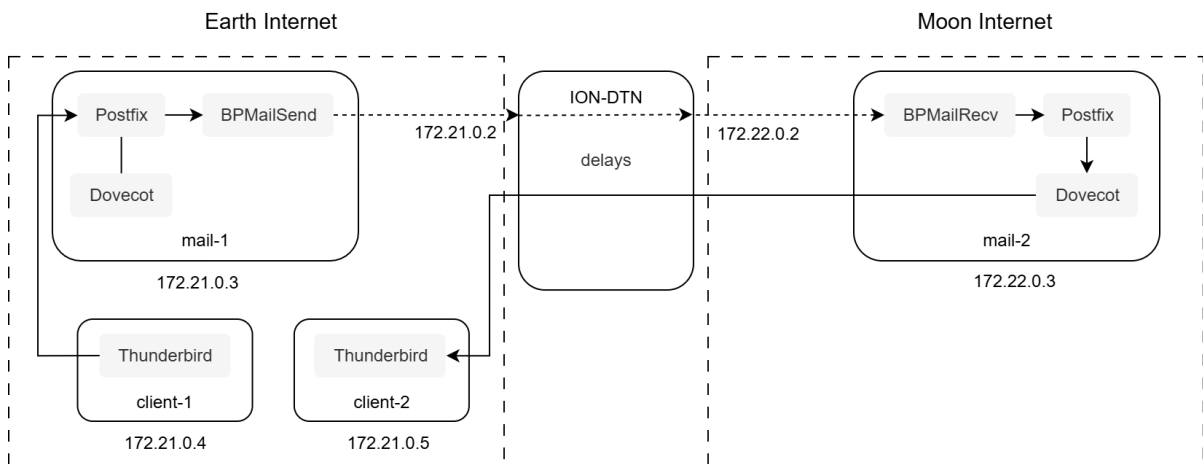 Earth Internet
Moon Internet
ION-DTN
Postfix
BPMailSend
BPMailRecv
Postfix
172.21.0.2
172.22.0.2
delays
Dovecot
Dovecot
mail-1
mail-2
172.21.0.3
172.22.0.3
Thunderbird
Thunderbird
client-1
client-2
172.21.0.4
172.21.0.5